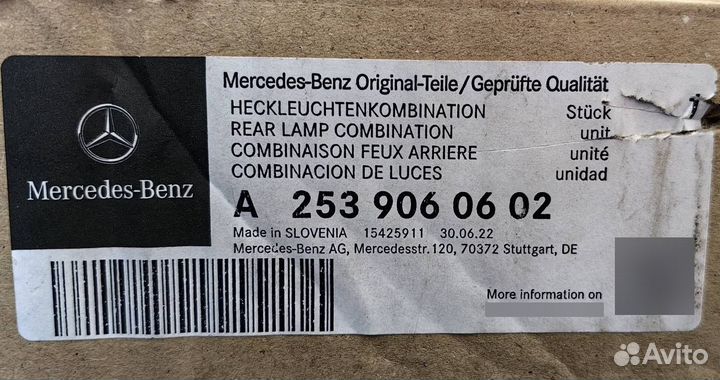 Mercedes-Benz Original-Teile/Geprüfte Qualität
HECKLEUCHTENKOMBINATION Stück
REAR LAMP COMBINATION unit
COMBINAISON FEUX ARRIERE unité
COMBINACION DE LUCES unidad
Mercedes-Benz
A 253 906 06 02
Made in SLOVENIA 15425911 30.06.22
Mercedes-Benz AG, Mercedesstr.120, 70372 Stuttgart, DE
More information on
Avito